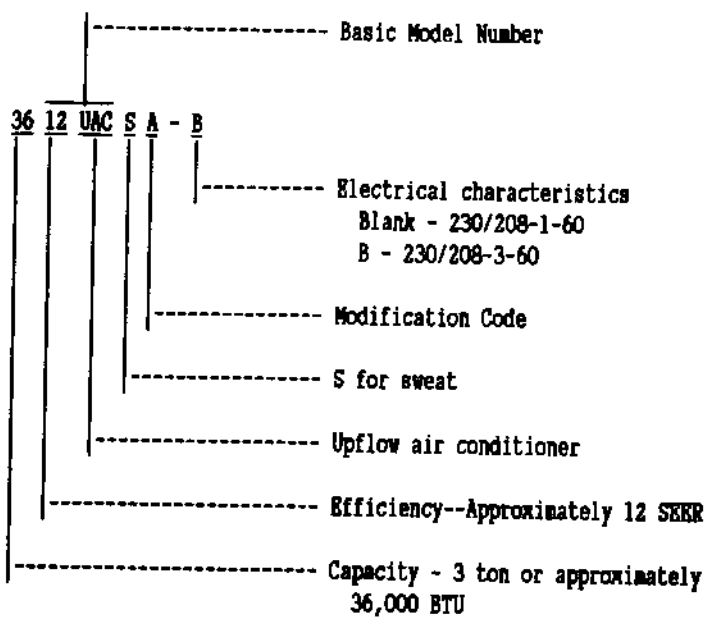 Basic Model Number
36 12 UAC S A - B
Electrical characteristics
Blank - 230/208-1-60
B - 230/208-3-60
Modification Code
S for sweat
Upflow air conditioner
Efficiency--Approximately 12 SEER
Capacity - 3 ton or approximately
36,000 BTU